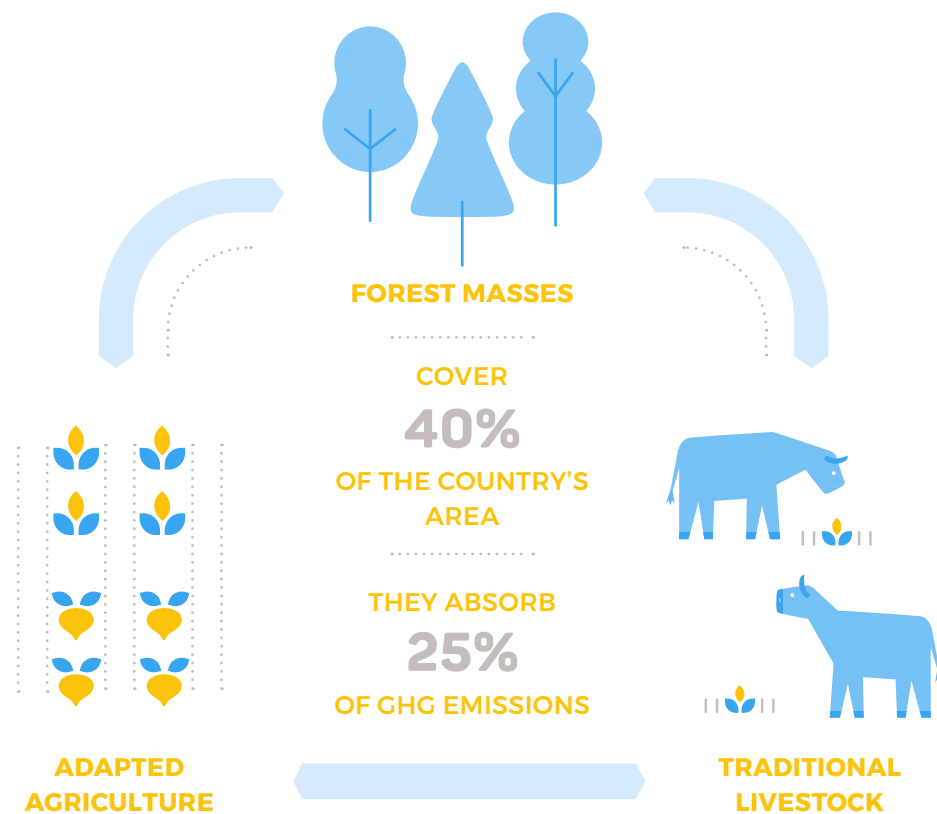 FOREST MASSES
COVER
40%
OF THE COUNTRY'S
AREA
THEY ABSORB
25%
OF GHG EMISSIONS
ADAPTED
AGRICULTURE
TRADITIONAL
LIVESTOCK